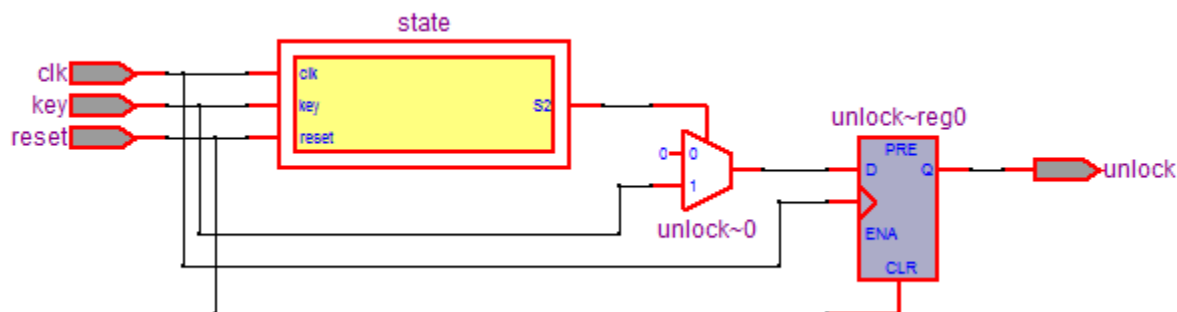 state
clk
clk
key
key
S2
reset
reset
unlock~reg0
PRE
0
0
D
Q
unlock
1
unlock~0
ENA
CLR